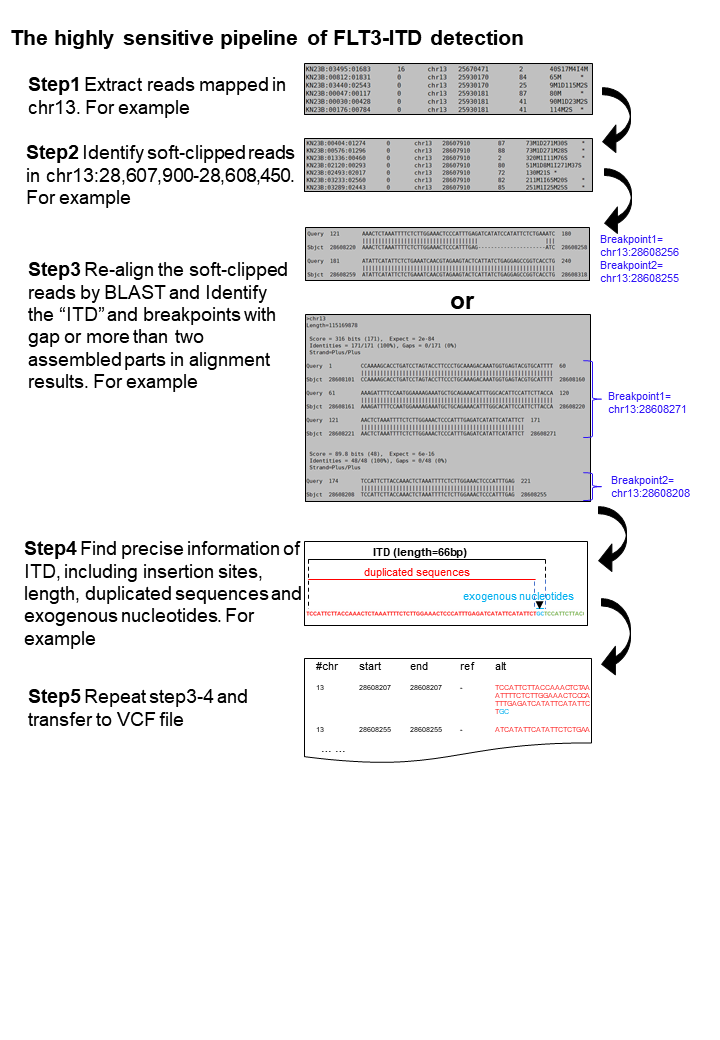 The highly sensitive pipeline of FLT3-ITD detection
Step1 Extract reads mapped in
chr13. For example
KN23B:03495:01683 16 chr13 25670471 2 40S17M4I4M
KN23B:00812:01831 0 chr13 25930170 84 65M *
KN23B:03440:02543 0 chr13 25930170 25 9M1D115M2S
KN23B:00047:00117 0 chr13 25930181 87 80M *
KN23B:00030:00428 0 chr13 25930181 41 90M1D23M2S
KN23B:00176:00784 0 chr13 25930181 41 114M2S *
Step2 Identify soft-clipped reads
in chr13:28,607,900-28,608,450.
For example
KN23B:00404:01274 0 chr13 28607910 87 73M1D271M30S *
KN23B:00576:01296 0 chr13 28607910 88 73M1D271M28S *
KN23B:01336:00460 0 chr13 28607910 2 320M1I11M76S *
KN23B:02120:00293 0 chr13 28607910 80 51M1D8M1I271M37S
KN23B:02493:02017 0 chr13 28607910 72 130M21S *
KN23B:03233:02560 0 chr13 28607910 82 211M1I65M20S *
KN23B:03289:02443 0 chr13 28607910 85 251M1I25M25S *
Step3 Re-align the soft-clipped
reads by BLAST and Identify
the “ITD” and breakpoints with
gap or more than two
assembled parts in alignment
results. For example
Query 121 AAACTCTAAATTTTCTCTTGGAAACTCCCATTTGAGATCATATCCATATTCTCTGAAATC 180
Sbjct 28608220 AAACTCTAAATTTTCTCTTGGAAACTCCCATTTGAG---------------------ATC 28608258
Query 181 ATATTCATATTCTCTGAAATCAACGTAGAAGTACTCATTATCTGAGGAGCCGGTCACCTG 240
Sbjct 28608259 ATATTCATATTCTCTGAAATCAACGTAGAAGTACTCATTATCTGAGGAGCCGGTCACCTG 28608318
Breakpoint1=
chr13:28608256
Breakpoint2=
chr13:28608255
or
>chr13
Length=115169878
Score = 316 bits (171), Expect = 2e-84
Identities = 171/171 (100%), Gaps = 0/171 (0%)
Strand=Plus/Plus
Query 1 CCAAAAGCACCTGATCCTAGTACCTTCCCTGCAAAGACAAATGGTGAGTACGTGCATTTT 60
Sbjct 28608101 CCAAAAGCACCTGATCCTAGTACCTTCCCTGCAAAGACAAATGGTGAGTACGTGCATTTT 28608160
Query 61 AAAGATTTTCCAATGGAAAAGAAATGCTGCAGAAACATTTGGCACATTCCATTCTTACCA 120
Sbjct 28608161 AAAGATTTTCCAATGGAAAAGAAATGCTGCAGAAACATTTGGCACATTCCATTCTTACCA 28608220
Query 121 AACTCTAAATTTTCTCTTGGAAACTCCCATTTGAGATCATATTCATATTCT 171
Sbjct 28608221 AACTCTAAATTTTCTCTTGGAAACTCCCATTTGAGATCATATTCATATTCT 28608271
Breakpoint1=
chr13:28608271
Score = 89.8 bits (48), Expect = 6e-16
Identities = 48/48 (100%), Gaps = 0/48 (0%)
Strand=Plus/Plus
Query 174 TCCATTCTTACCAAACTCTAAATTTTCTCTTGGAAACTCCCATTTGAG 221
Sbjct 28608208 TCCATTCTTACCAAACTCTAAATTTTCTCTTGGAAACTCCCATTTGAG 28608255
Breakpoint2=
chr13:28608208
Step4 Find precise information of
ITD, including insertion sites,
length, duplicated sequences and
exogenous nucleotides. For
example
ITD (length=66bp)
duplicated sequences
exogenous nucleotides
TCCATTCTTACCAAACTCTAAATTTTCTCTTGGAAACTCCCATTTGAGATCATATTCATATTCTGCTCCATTCTTACC
Step5 Repeat step3-4 and
transfer to VCF file
#chr start end ref alt
13 28608207 28608207 - TCCATTCTTACCAAACTCTAA
ATTTTCTCTTGGAAACTCCCA
TTTGAGATCATATTCATATTC
TGC
13 28608255 28608255 - ATCATATTCATATTCTCTGAA
... ...